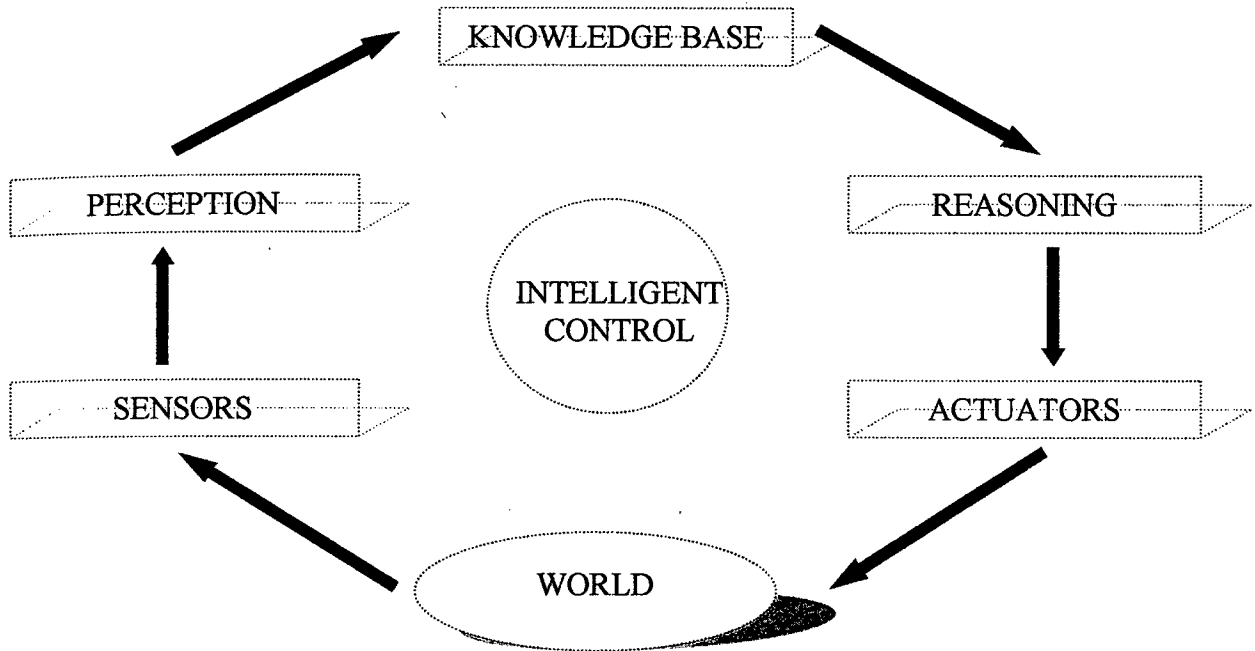 KNOWLEDGE BASE
PERCEPTION
REASONING
INTELLIGENT
CONTROL
SENSORS
ACTUATORS
WORLD